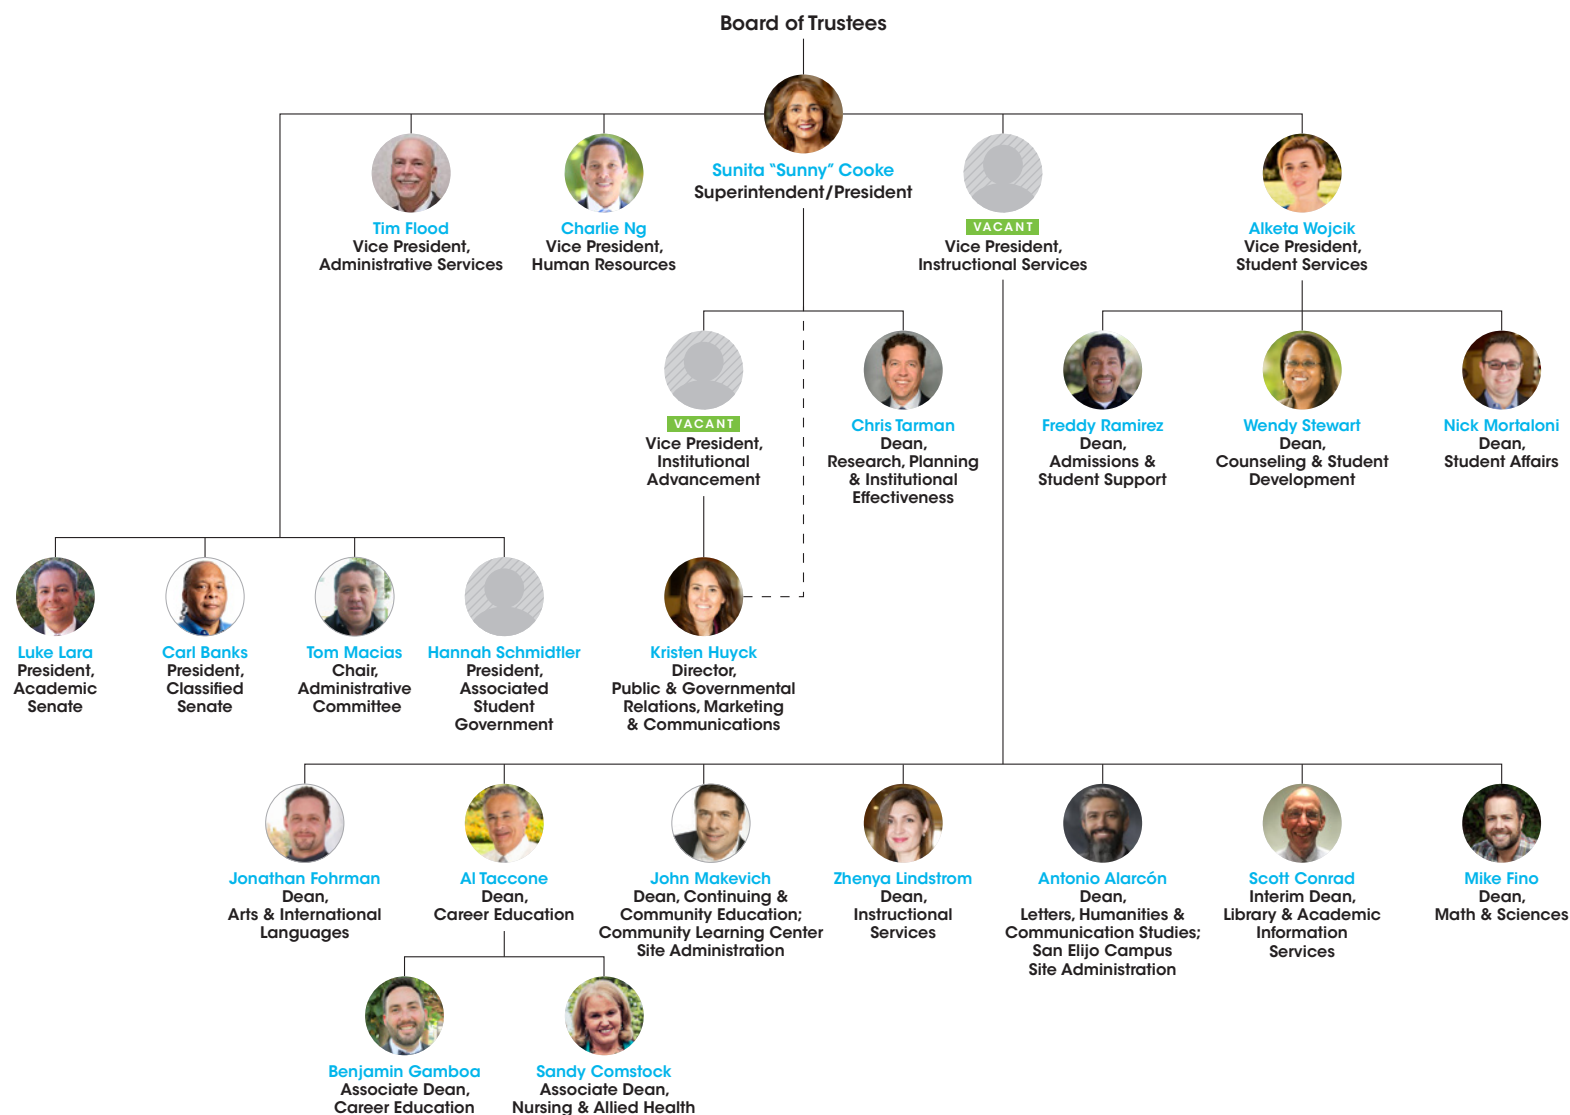 Board of Trustees
Sunita “Sunny” Cooke
Superintendent/President
Tim Flood
Vice President,
Administrative Services
Charlie Ng
Vice President,
Human Resources
VACANT
Vice President,
Instructional Services
Alketa Wojcik
Vice President,
Student Services
VACANT
Vice President,
Institutional
Advancement
Chris Tarman
Dean,
Research, Planning
& Institutional
Effectiveness
Freddy Ramirez
Dean,
Admissions &
Student Support
Wendy Stewart
Dean,
Counseling & Student
Development
Nick Mortaloni
Dean,
Student Affairs
Luke Lara
President,
Academic
Senate
Carl Banks
President,
Classified
Senate
Tom Macias
Chair,
Administrative
Committee
Hannah Schmidtler
President,
Associated
Student
Government
Kristen Huyck
Director,
Public & Governmental
Relations, Marketing
& Communications
Jonathan Fohrman
Dean,
Arts & International
Languages
Al Taccone
Dean,
Career Education
John Makevich
Dean, Continuing &
Community Education;
Community Learning Center
Site Administration
Zhenya Lindstrom
Dean,
Instructional
Services
Antonio Alarcón
Dean,
Letters, Humanities &
Communication Studies;
San Elijo Campus
Site Administration
Scott Conrad
Interim Dean,
Library & Academic
Information
Services
Mike Fino
Dean,
Math & Sciences
Benjamin Gamboa
Associate Dean,
Career Education
Sandy Comstock
Associate Dean,
Nursing & Allied Health